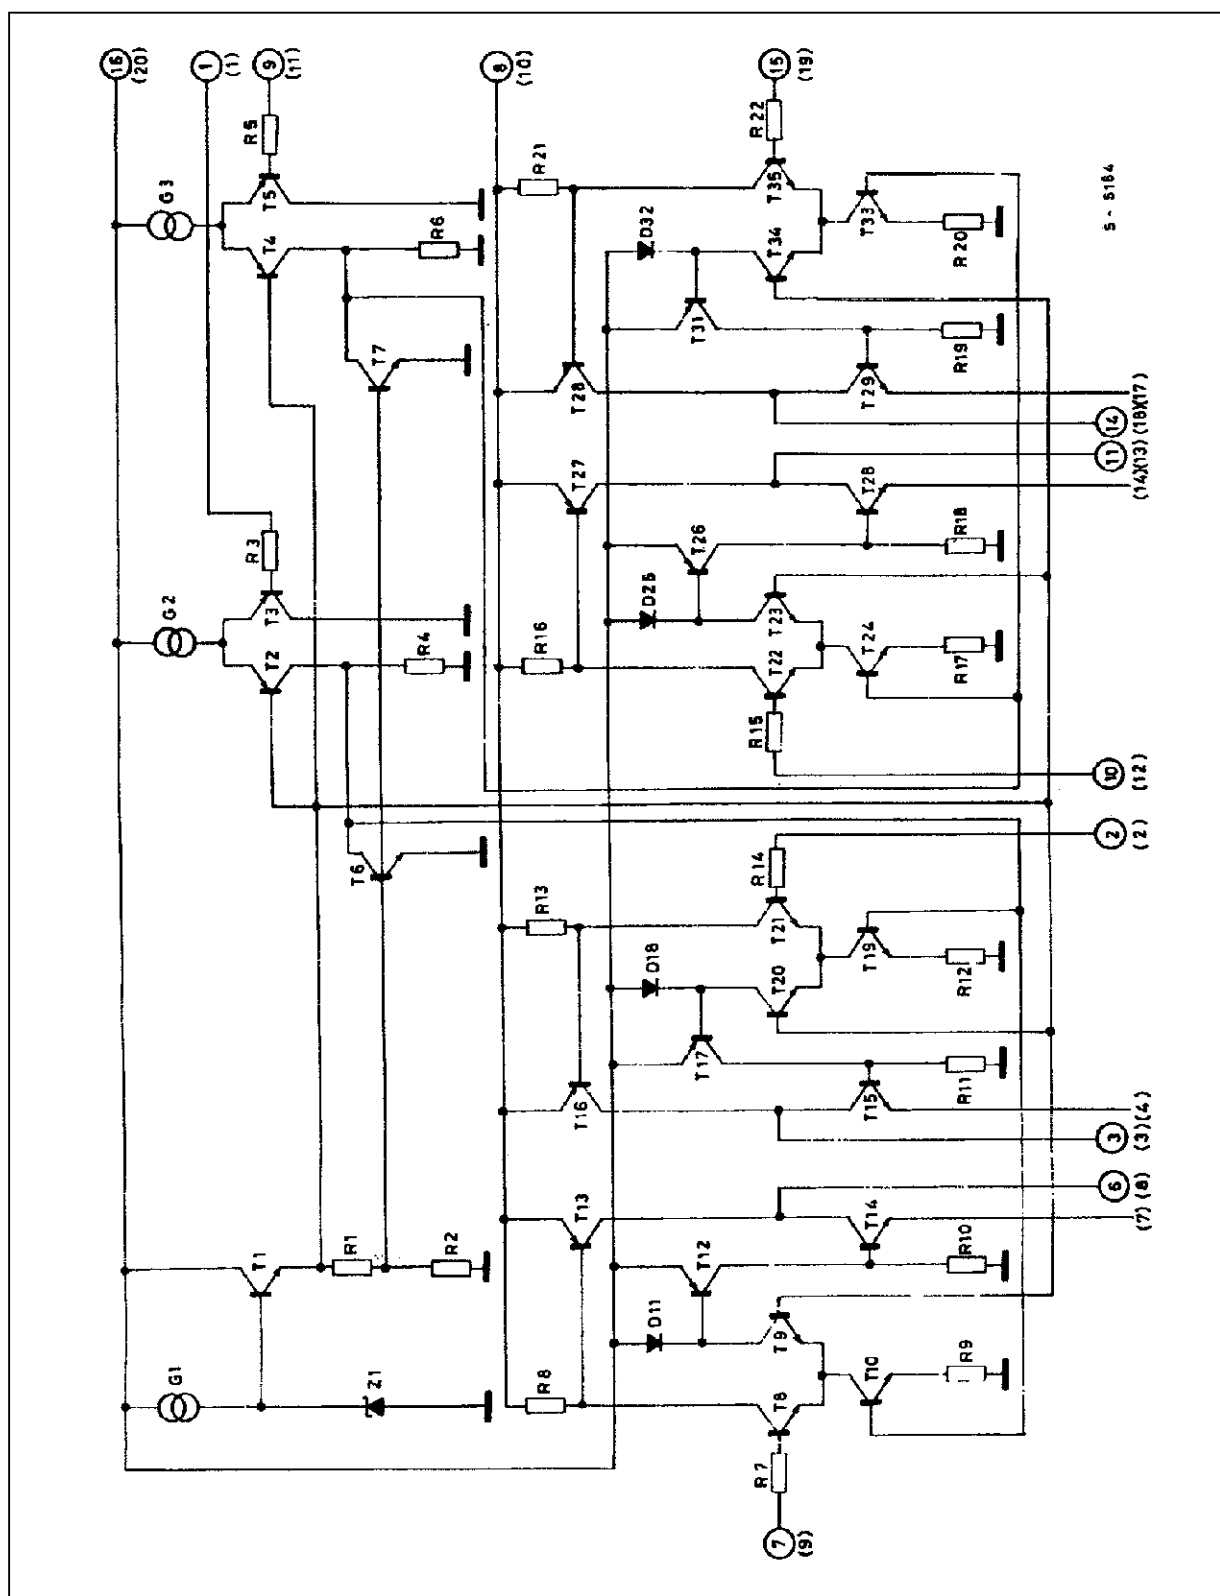 16
(20)
G1
G2
G3
1
(1)
T1
R3
R5
9
(11)
T2
T3
T4
T5
R1
Z1
T6
T7
R4
R6
R2
8
(10)
R8
T13
T16
R13
R16
T27
T28
R21
D11
T12
T17
D18
D25
T26
T31
D32
7
(9)
R7
T8
T9
T20
T21
R14
R15
T22
T23
T34
T35
R22
15
(19)
T10
T14
T15
T19
T24
T28
T29
T33
R9
R10
R11
R12
R17
R18
R19
R20
(7)
6
(8)
3
(3)
(4)
2
(2)
10
(12)
(14)
11
(13)
14
(18)
(17)
S - 5164